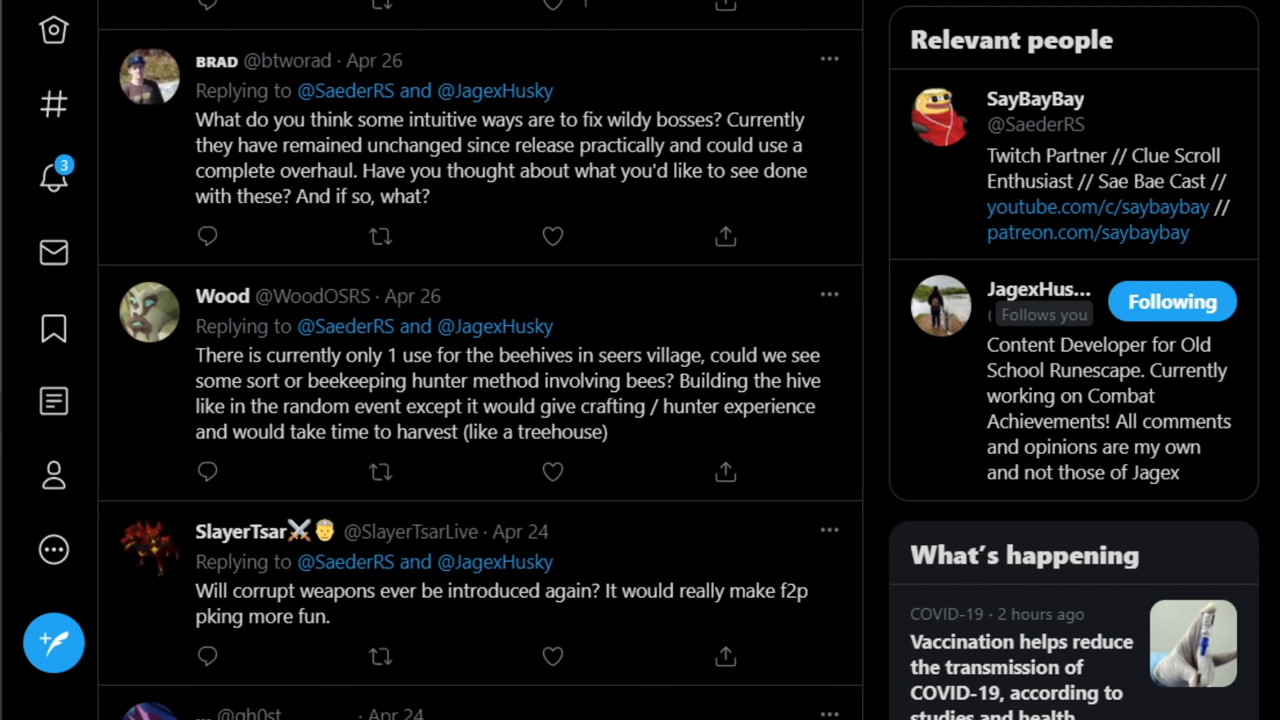 BRAD @btworad · Apr 26
Replying to @SaederRS and @JagexHusky
What do you think some intuitive ways are to fix wildy bosses? Currently
they have remained unchanged since release practically and could use a
complete overhaul. Have you thought about what you'd like to see done
with these? And if so, what?
Wood @WoodOSRS · Apr 26
Replying to @SaederRS and @JagexHusky
There is currently only 1 use for the beehives in seers village, could we see
some sort or beekeeping hunter method involving bees? Building the hive
like in the random event except it would give crafting / hunter experience
and would take time to harvest (like a treehouse)
SlayerTsar⚔️🤴 @SlayerTsarLive · Apr 24
Replying to @SaederRS and @JagexHusky
Will corrupt weapons ever be introduced again? It would really make f2p
pking more fun.
... @gh0st___ · Apr 24
3
Relevant people
SayBayBay
@SaederRS
Twitch Partner // Clue Scroll
Enthusiast // Sae Bae Cast //
youtube.com/c/saybaybay //
patreon.com/saybaybay
JagexHus...
Follows you
Following
Content Developer for Old
School Runescape. Currently
working on Combat
Achievements! All comments
and opinions are my own
and not those of Jagex
What's happening
COVID-19 · 2 hours ago
Vaccination helps reduce
the transmission of
COVID-19, according to
studies and health